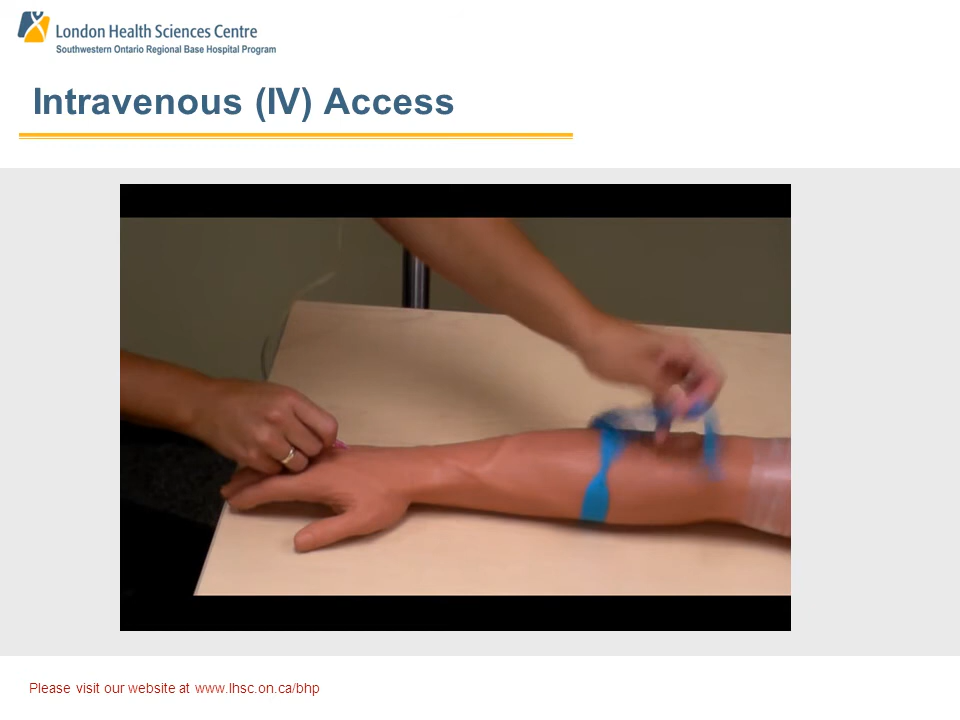 London Health Sciences Centre
Southwestern Ontario Regional Base Hospital Program
Intravenous (IV) Access
Please visit our website at www.lhsc.on.ca/bhp